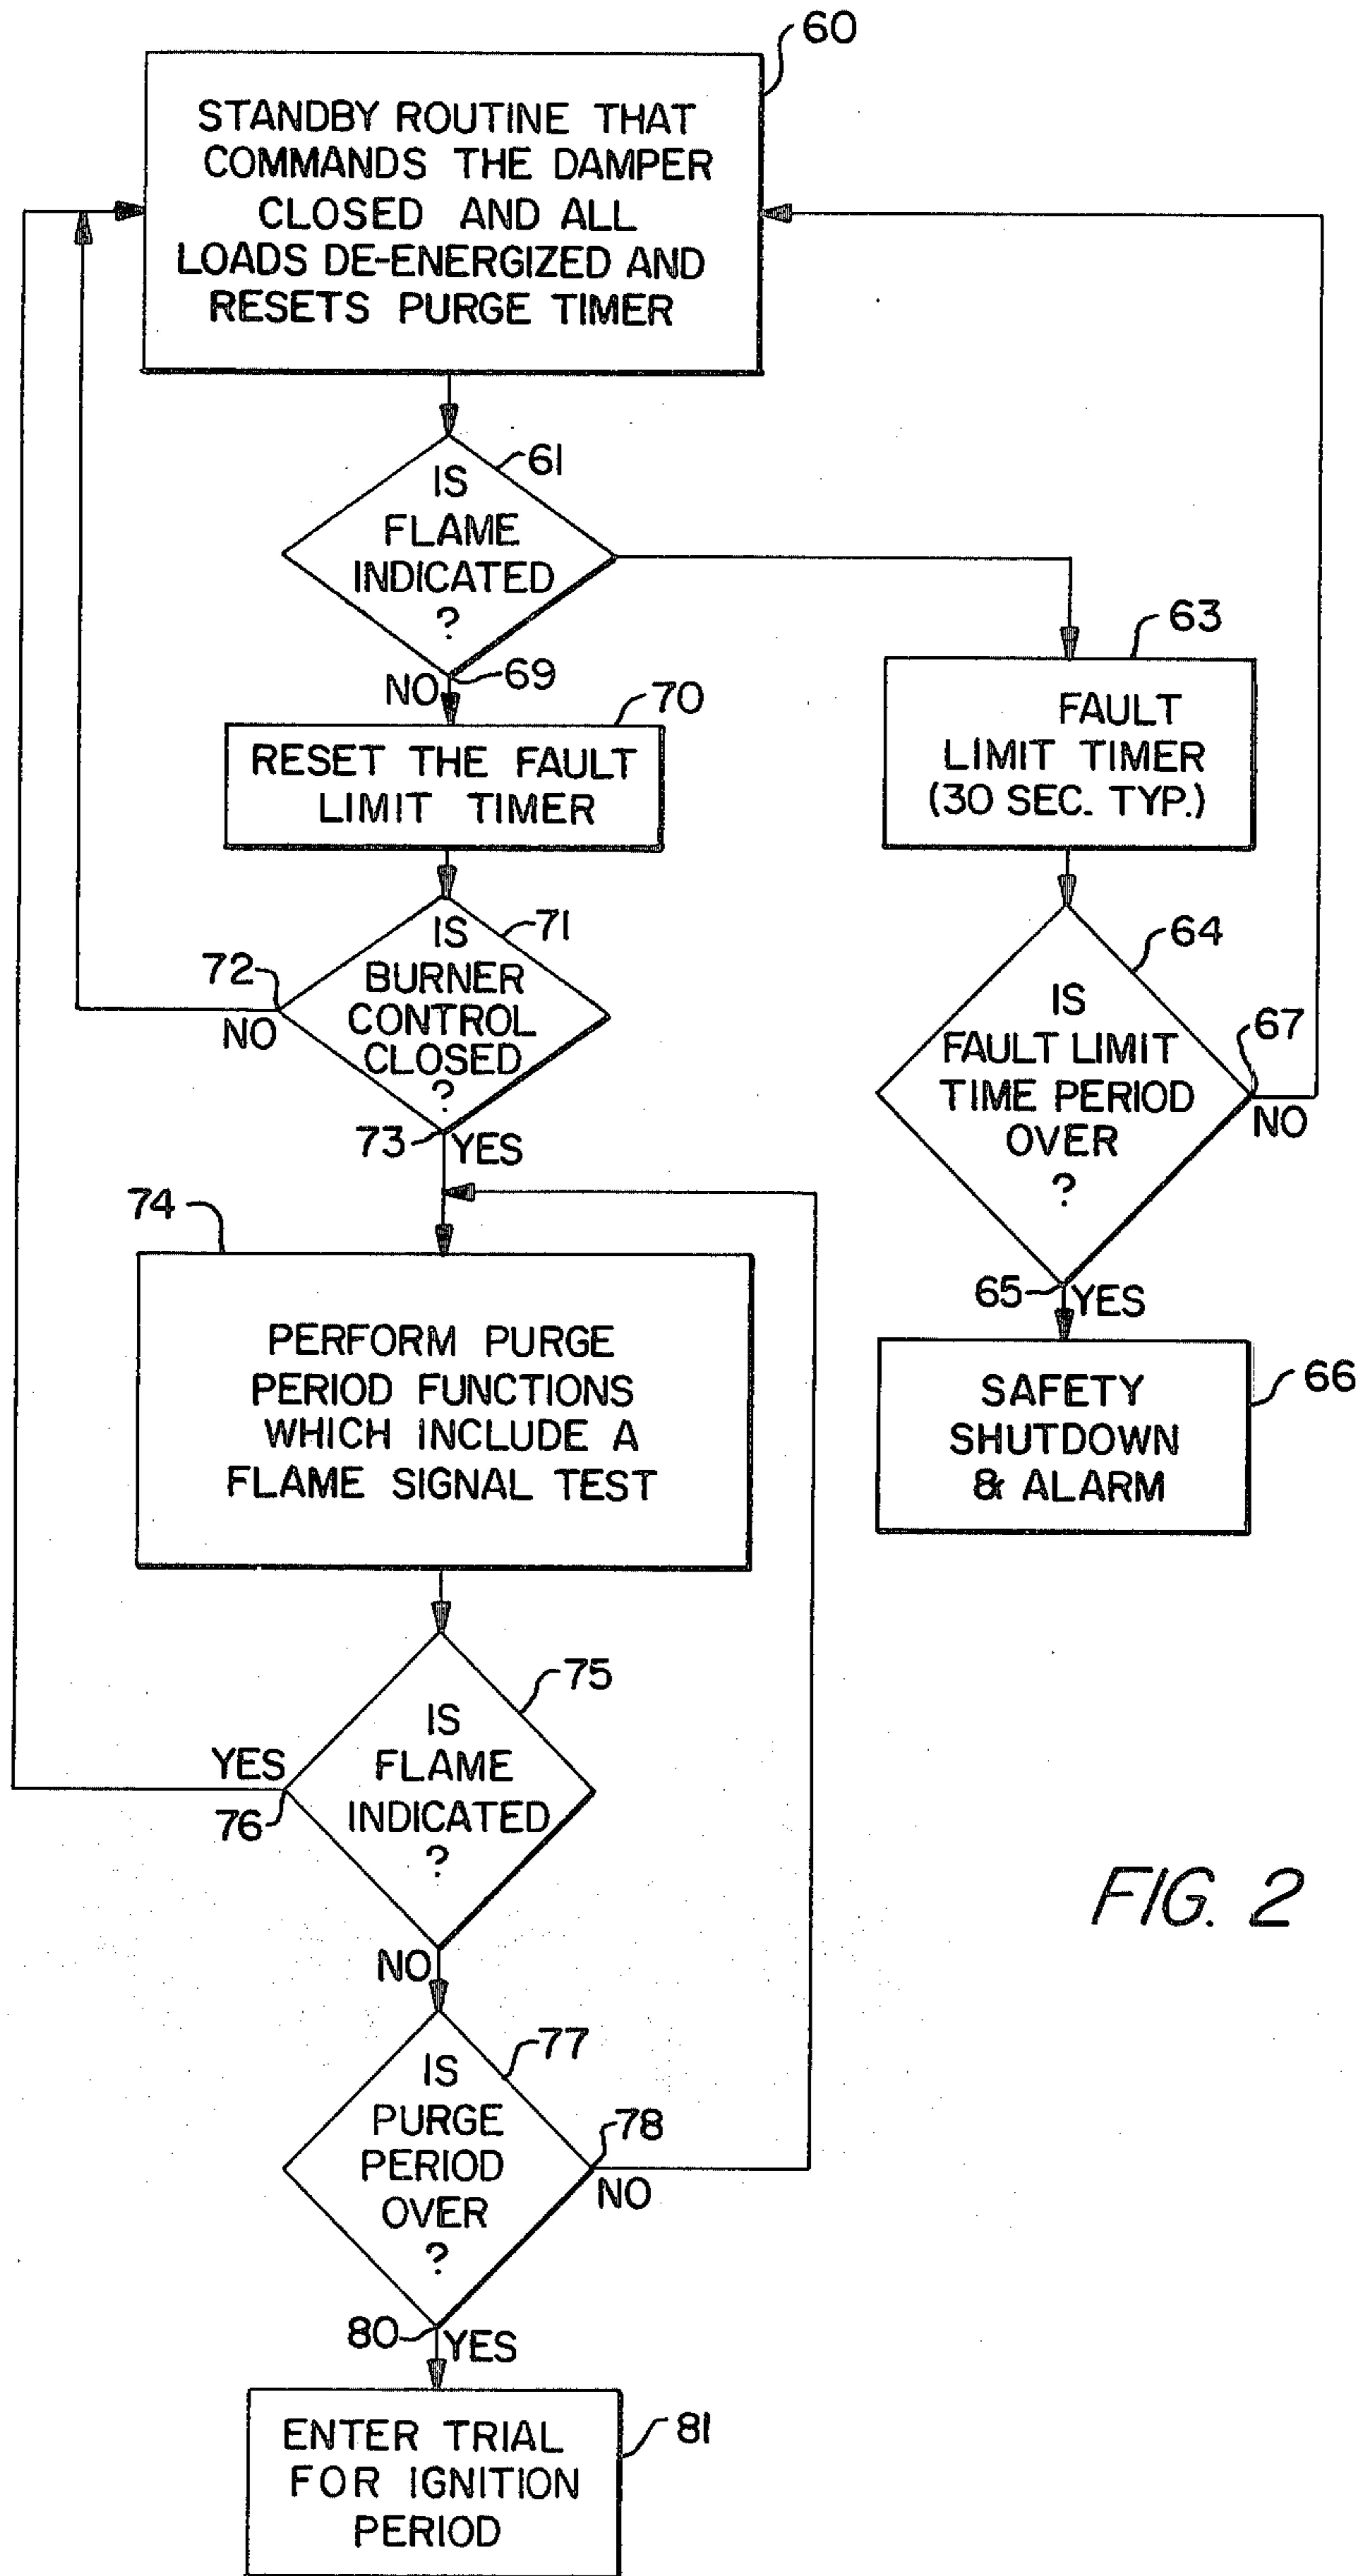 60
STANDBY ROUTINE THAT
COMMANDS THE DAMPER
CLOSED AND ALL
LOADS DE-ENERGIZED AND
RESETS PURGE TIMER
61
IS
FLAME
INDICATED
?
NO
69
63
FAULT
LIMIT TIMER
(30 SEC. TYP.)
70
RESET THE FAULT
LIMIT TIMER
71
IS
BURNER
CONTROL
CLOSED
?
72
NO
73
YES
64
IS
FAULT LIMIT
TIME PERIOD
OVER
?
67
NO
65
YES
66
SAFETY
SHUTDOWN
& ALARM
74
PERFORM PURGE
PERIOD FUNCTIONS
WHICH INCLUDE A
FLAME SIGNAL TEST
75
IS
FLAME
INDICATED
?
YES
76
NO
77
IS
PURGE
PERIOD
OVER
?
78
NO
80
YES
81
ENTER TRIAL
FOR IGNITION
PERIOD
FIG. 2